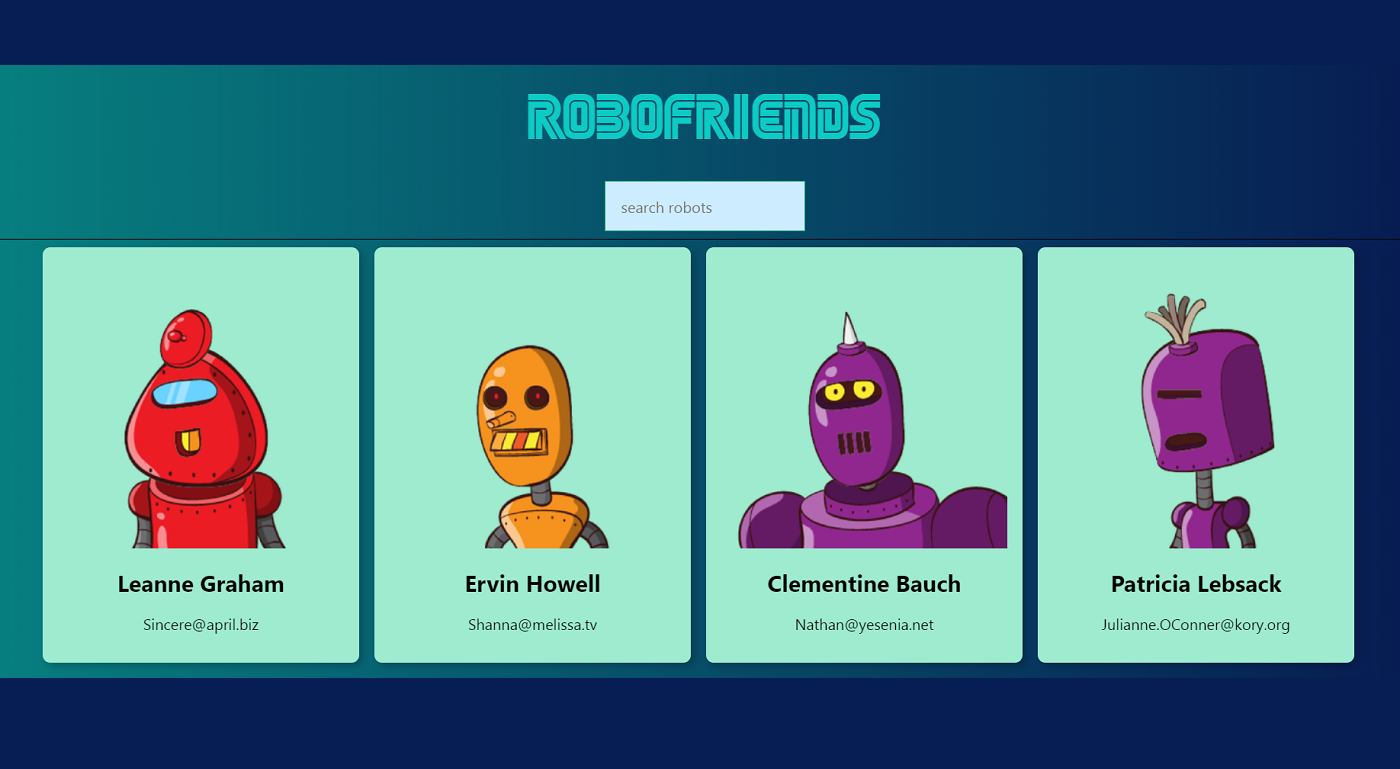 ROBOFRIENDS
search robots
Leanne Graham
Sincere@april.biz
Ervin Howell
Shanna@melissa.tv
Clementine Bauch
Nathan@yesenia.net
Patricia Lebsack
Julianne.OConner@kory.org